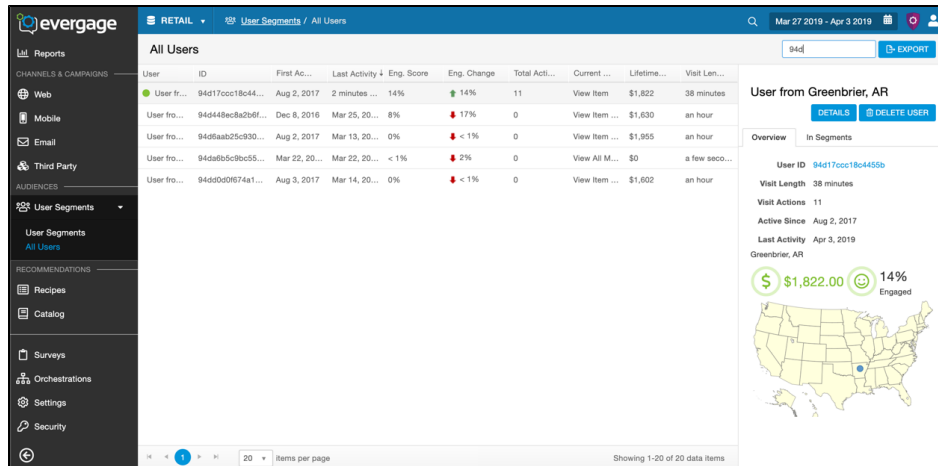 evergage
RETAIL
User Segments / All Users
Mar 27 2019 - Apr 3 2019
Reports
CHANNELS & CAMPAIGNS
Web
Mobile
Email
Third Party
AUDIENCES
User Segments
User Segments
All Users
RECOMMENDATIONS
Recipes
Catalog
Surveys
Orchestrations
Settings
Security
All Users
94d
EXPORT
User ID First Ac... Last Activity Eng. Score Eng. Change Total Acti... Current ... Lifetime... Visit Len...
User fr... 94d17ccc18c44... Aug 2, 2017 2 minutes ... 14% 14% 11 View Item $1,822 38 minutes
User fro... 94d448ec8a2b6f... Dec 8, 2016 Mar 25, 20... 8% 17% 0 View Item ... $1,630 an hour
User fro... 94d6aab25c930... Aug 2, 2017 Mar 13, 20... 0% < 1% 0 View Item ... $1,955 an hour
User fro... 94da6b5c9bc55... Mar 22, 20... Mar 22, 20... < 1% 2% 0 View All M... $0 a few seco...
User fro... 94dd0d0f674a1... Aug 3, 2017 Mar 14, 20... 0% < 1% 0 View Item ... $1,602 an hour
1
20 items per page
Showing 1-20 of 20 data items
User from Greenbrier, AR
DETAILS
DELETE USER
Overview In Segments
User ID 94d17ccc18c4455b
Visit Length 38 minutes
Visit Actions 11
Active Since Aug 2, 2017
Last Activity Apr 3, 2019
Greenbrier, AR
$ $1,822.00
14%
Engaged